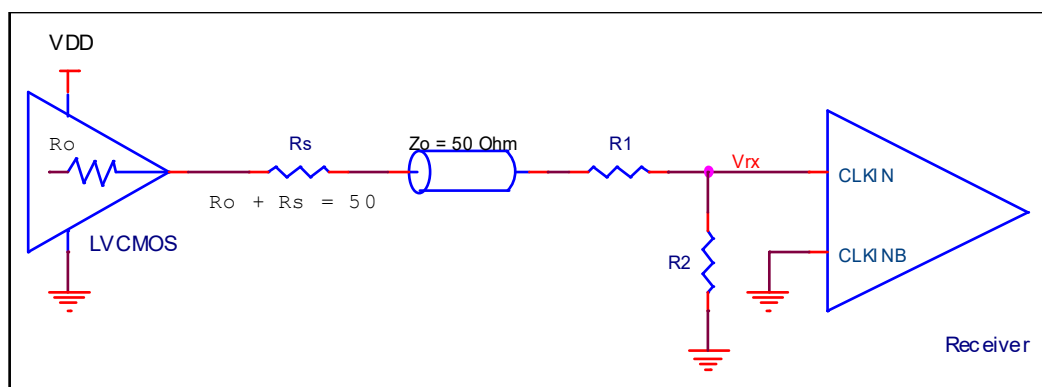 VDD
Ro
Rs
Zo = 50 Ohm
R1
Vrx
CLKIN
Ro + Rs = 50
LVCMOS
R2
CLKINB
Receiver